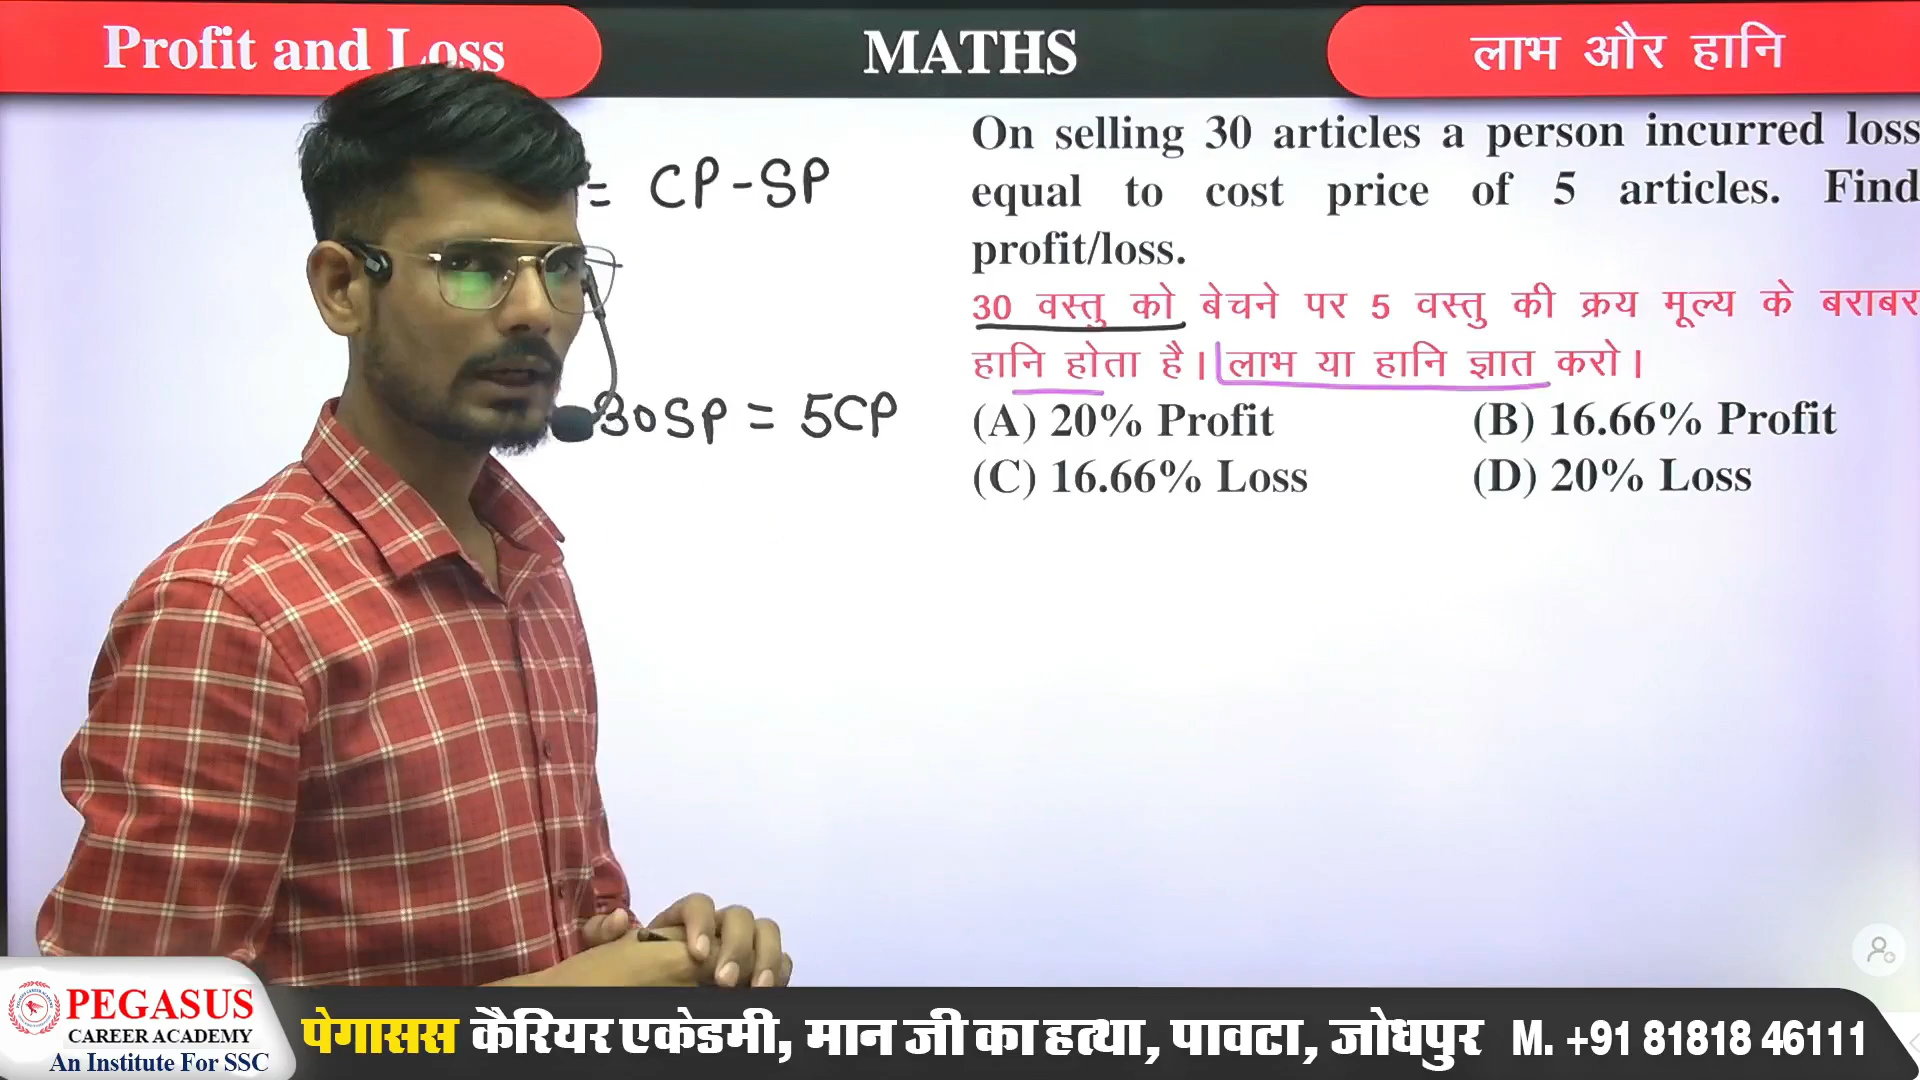 Profit and Loss
MATHS
लाभ और हानि
= CP-SP
On selling 30 articles a person incurred loss
equal to cost price of 5 articles. Find
profit/loss.
30 वस्तु को बेचने पर 5 वस्तु की क्रय मूल्य के बराबर
हानि होता है। लाभ या हानि ज्ञात करो।
30SP = 5CP
(A) 20% Profit
(B) 16.66% Profit
(C) 16.66% Loss
(D) 20% Loss
PEGASUS
CAREER ACADEMY
An Institute For SSC
पेगासस कैरियर एकेडमी, मान जी का हत्था, पावटा, जोधपुर M. +91 81818 46111